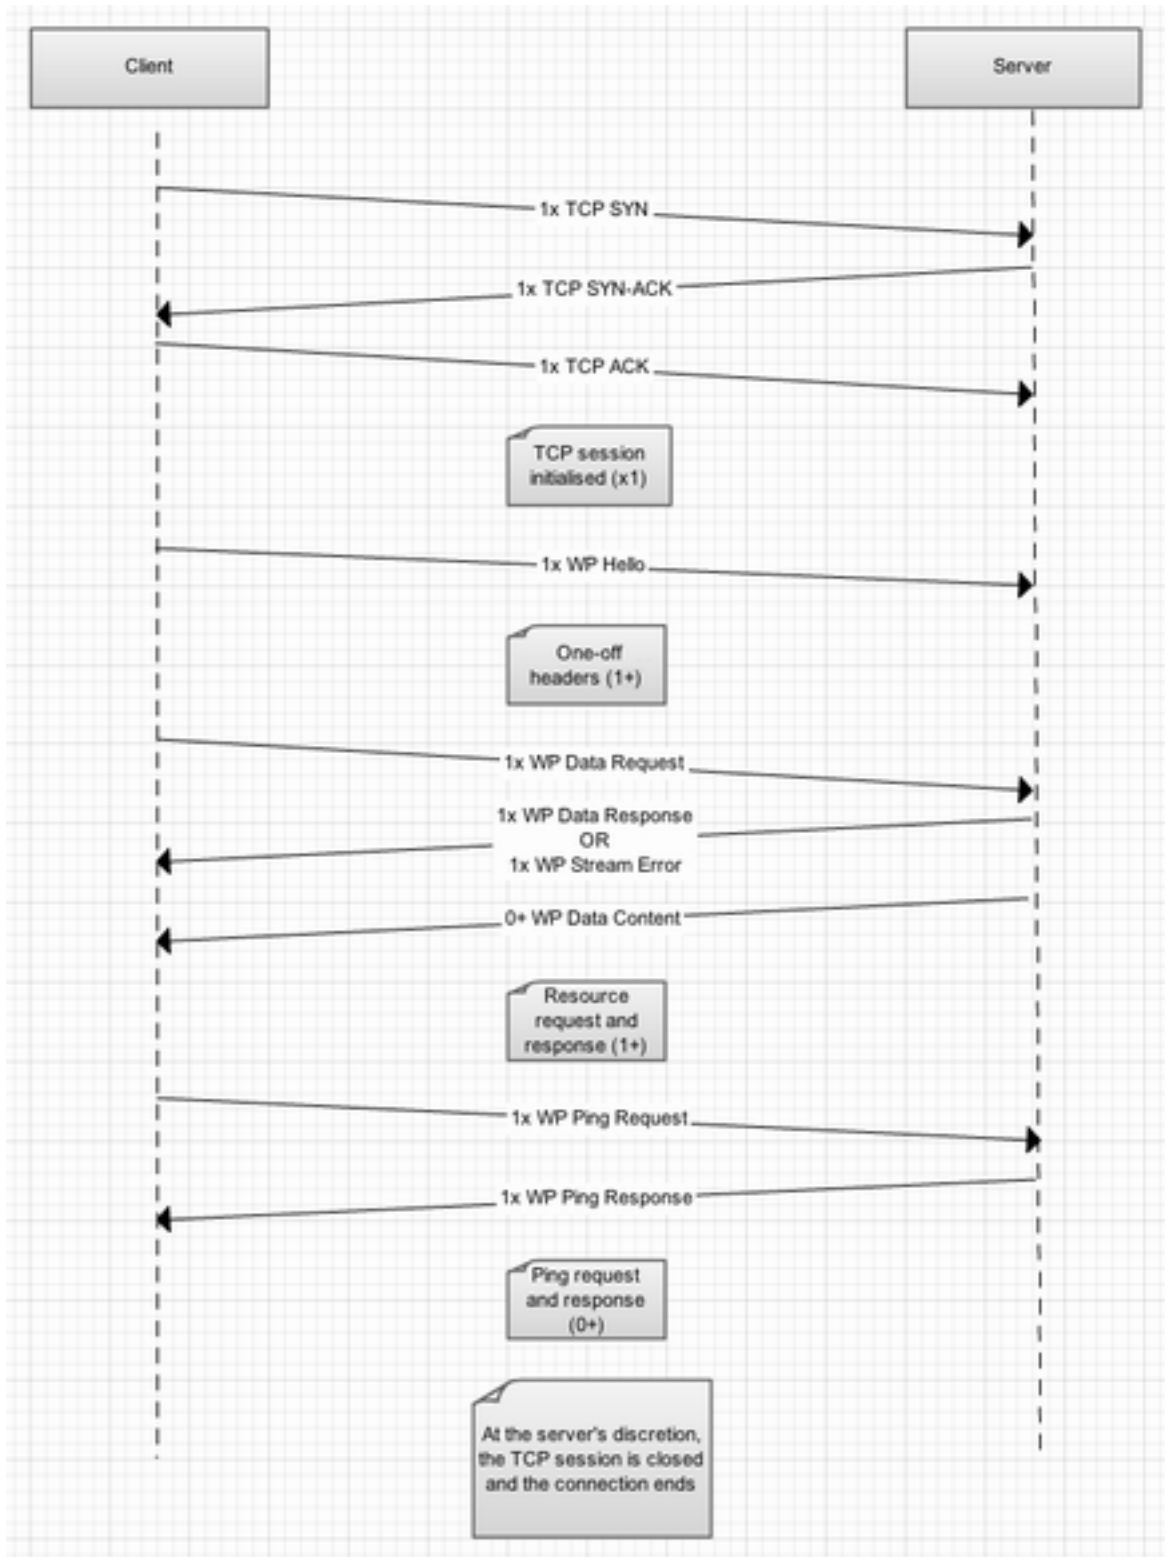 Client
Server
1x TCP SYN
1x TCP SYN-ACK
1x TCP ACK
TCP session
initialised (x1)
1x WP Hello
One-off
headers (1+)
1x WP Data Request
1x WP Data Response
OR
1x WP Stream Error
0+ WP Data Content
Resource
request and
response (1+)
1x WP Ping Request
1x WP Ping Response
Ping request
and response
(0+)
At the server's discretion,
the TCP session is closed
and the connection ends